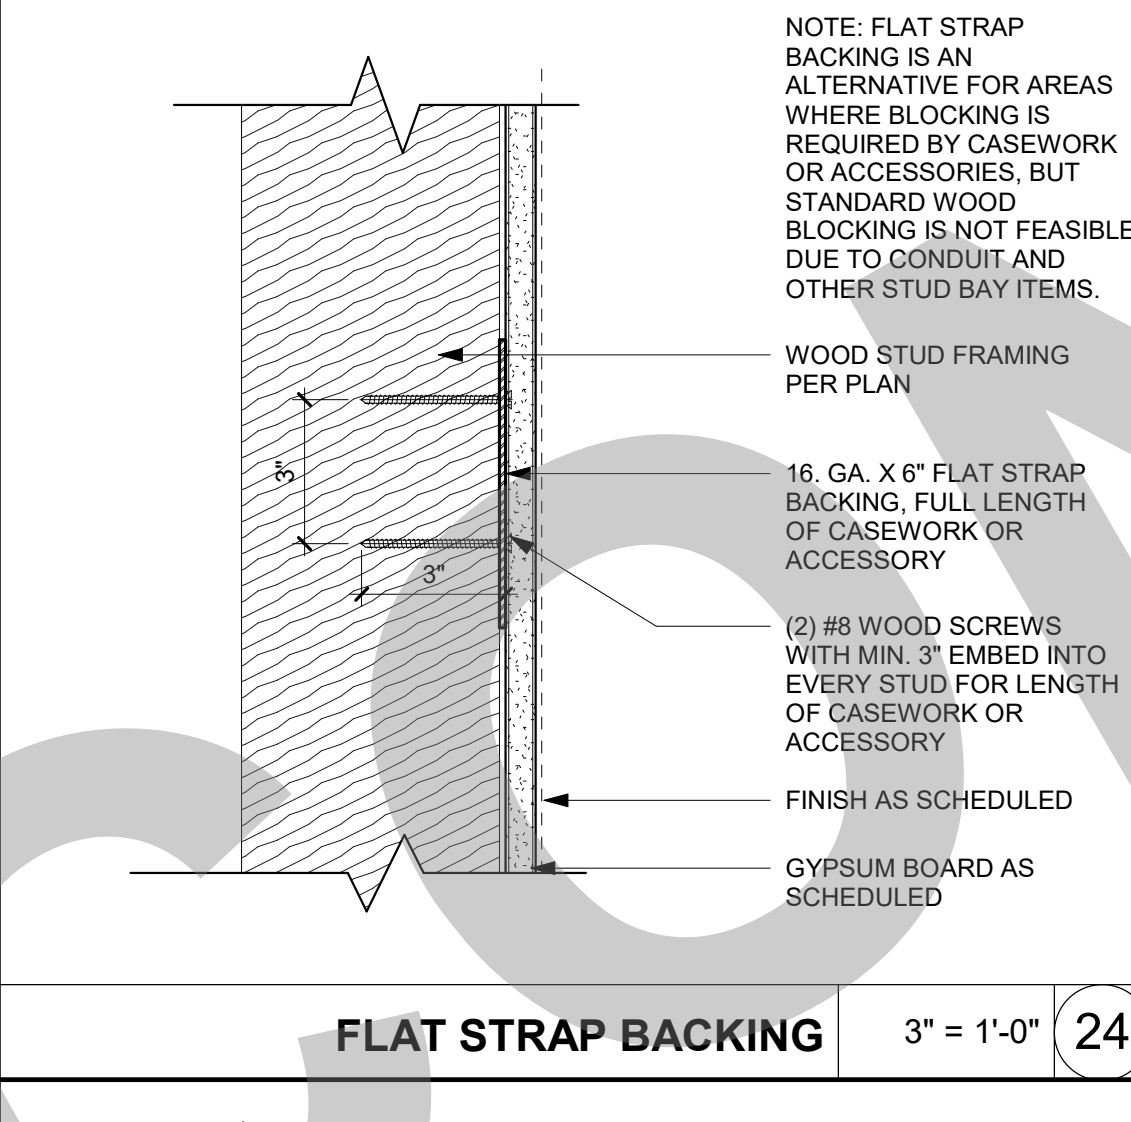 NOTE: FLAT STRAP
BACKING IS AN
ALTERNATIVE FOR AREAS
WHERE BLOCKING IS
REQUIRED BY CASEWORK
OR ACCESSORIES, BUT
STANDARD WOOD
BLOCKING IS NOT FEASIBLE
DUE TO CONDUIT AND
OTHER STUD BAY ITEMS.
WOOD STUD FRAMING
PER PLAN
3"
16. GA. X 6" FLAT STRAP
BACKING, FULL LENGTH
OF CASEWORK OR
ACCESSORY
3"
(2) #8 WOOD SCREWS
WITH MIN. 3" EMBED INTO
EVERY STUD FOR LENGTH
OF CASEWORK OR
ACCESSORY
FINISH AS SCHEDULED
GYPSUM BOARD AS
SCHEDULED
FLAT STRAP BACKING
3" = 1'-0"
24